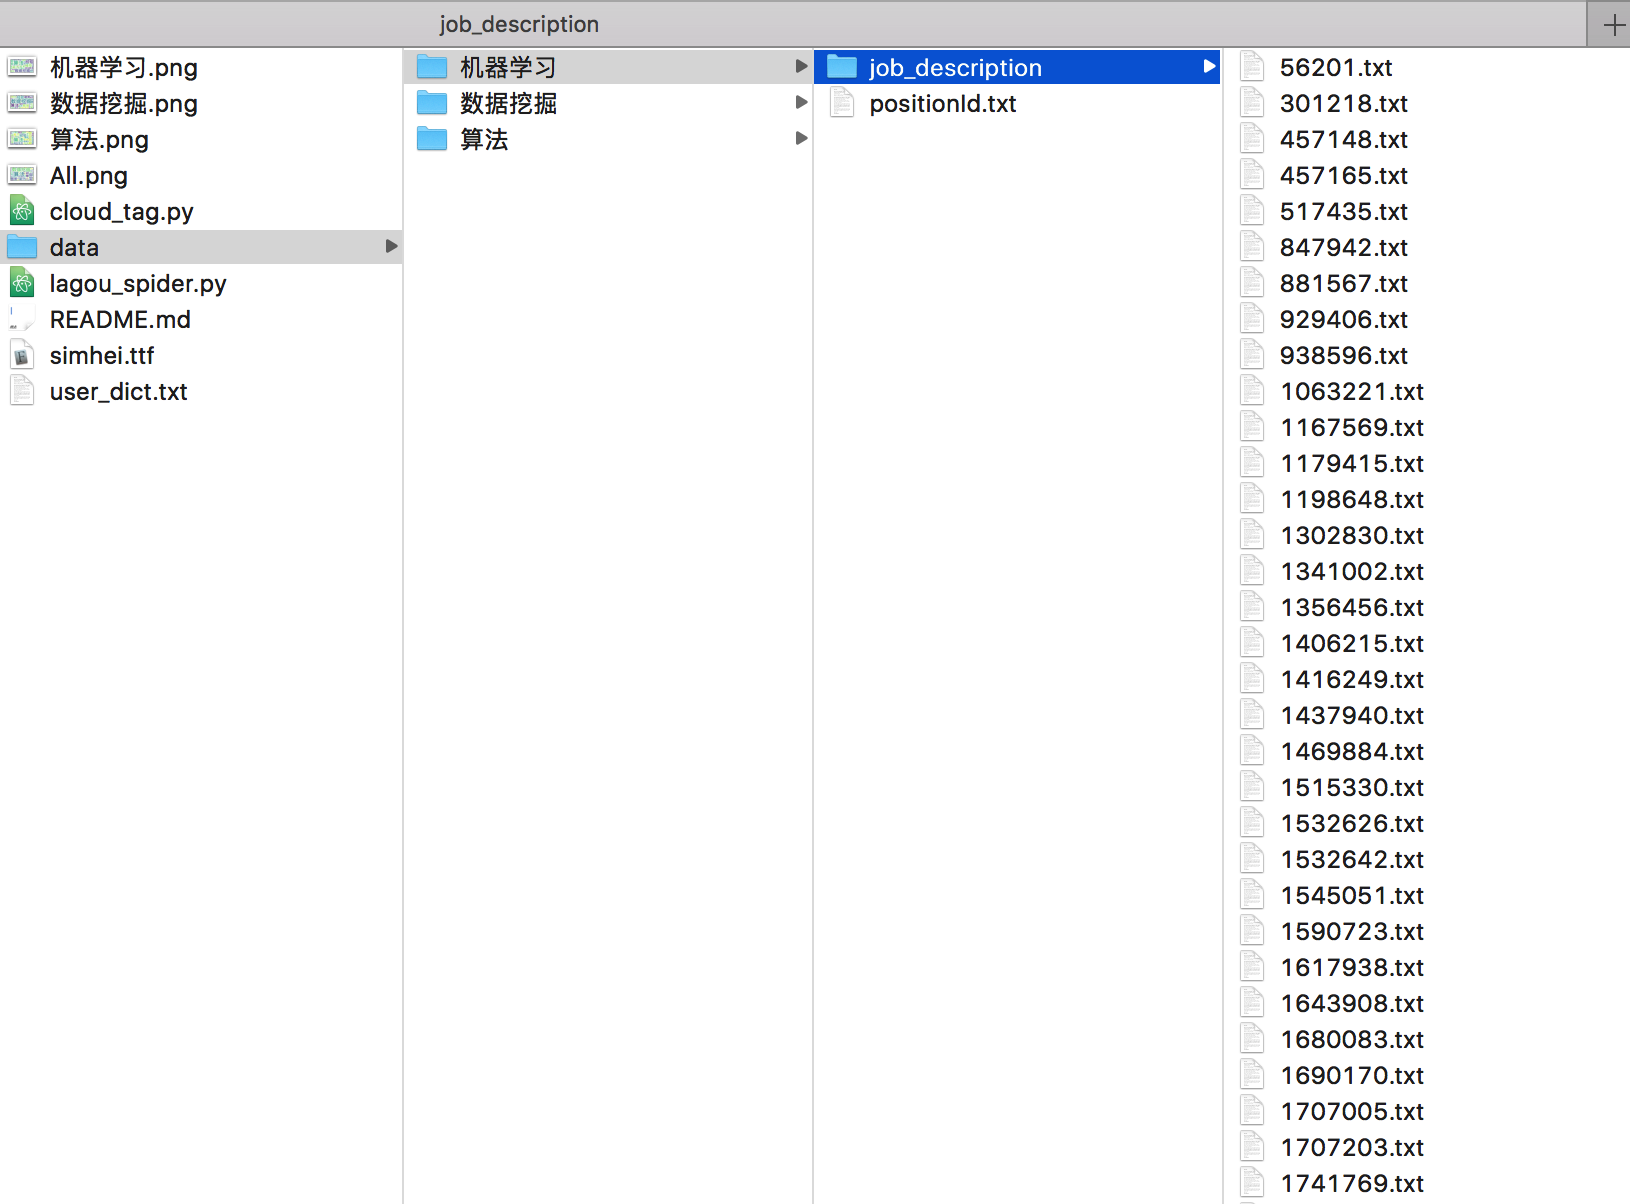 job_description
机器学习.png
数据挖掘.png
算法.png
All.png
cloud_tag.py
data
lagou_spider.py
README.md
simhei.ttf
user_dict.txt
机器学习
数据挖掘
算法
job_description
positionId.txt
56201.txt
301218.txt
457148.txt
457165.txt
517435.txt
847942.txt
881567.txt
929406.txt
938596.txt
1063221.txt
1167569.txt
1179415.txt
1198648.txt
1302830.txt
1341002.txt
1356456.txt
1406215.txt
1416249.txt
1437940.txt
1469884.txt
1515330.txt
1532626.txt
1532642.txt
1545051.txt
1590723.txt
1617938.txt
1643908.txt
1680083.txt
1690170.txt
1707005.txt
1707203.txt
1741769.txt